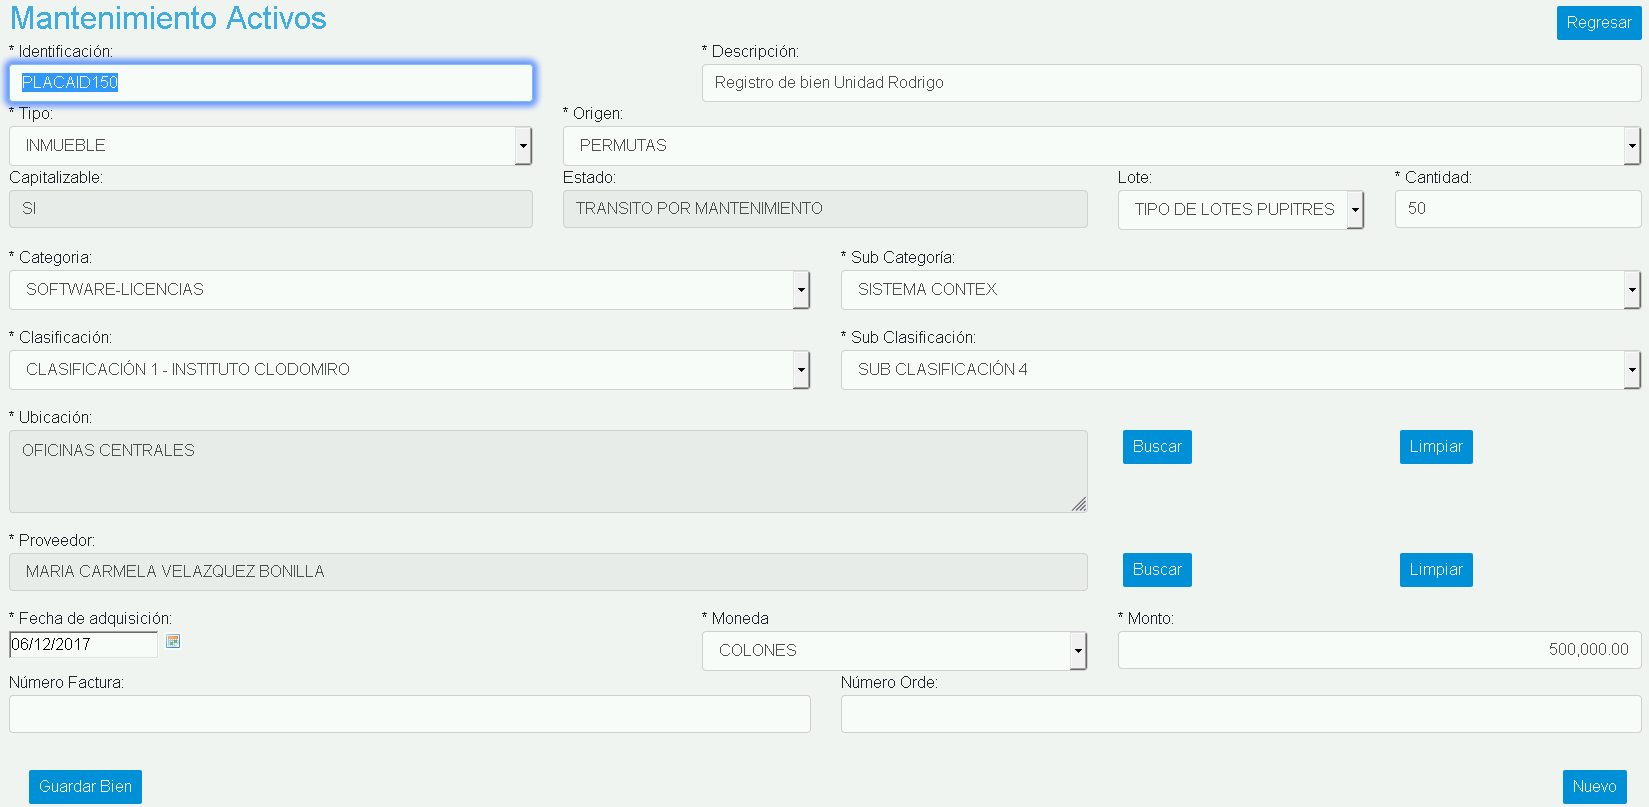 Mantenimiento Activos
Regresar
* Identificación: * Descripción:
PLACAID150 Registro de bien Unidad Rodrigo
* Tipo: * Origen:
INMUEBLE PERMUTAS
Capitalizable: Estado: Lote: * Cantidad:
SI TRANSITO POR MANTENIMIENTO TIPO DE LOTES PUPITRES 50
* Categoria: * Sub Categoría:
SOFTWARE-LICENCIAS SISTEMA CONTEX
* Clasificación: * Sub Clasificación:
CLASIFICACIÓN 1 - INSTITUTO CLODOMIRO SUB CLASIFICACIÓN 4
* Ubicación:
OFICINAS CENTRALES Buscar Limpiar
* Proveedor:
MARIA CARMELA VELAZQUEZ BONILLA Buscar Limpiar
* Fecha de adquisición: * Moneda * Monto:
06/12/2017 COLONES 500,000.00
Número Factura: Número Orde:
Guardar Bien Nuevo